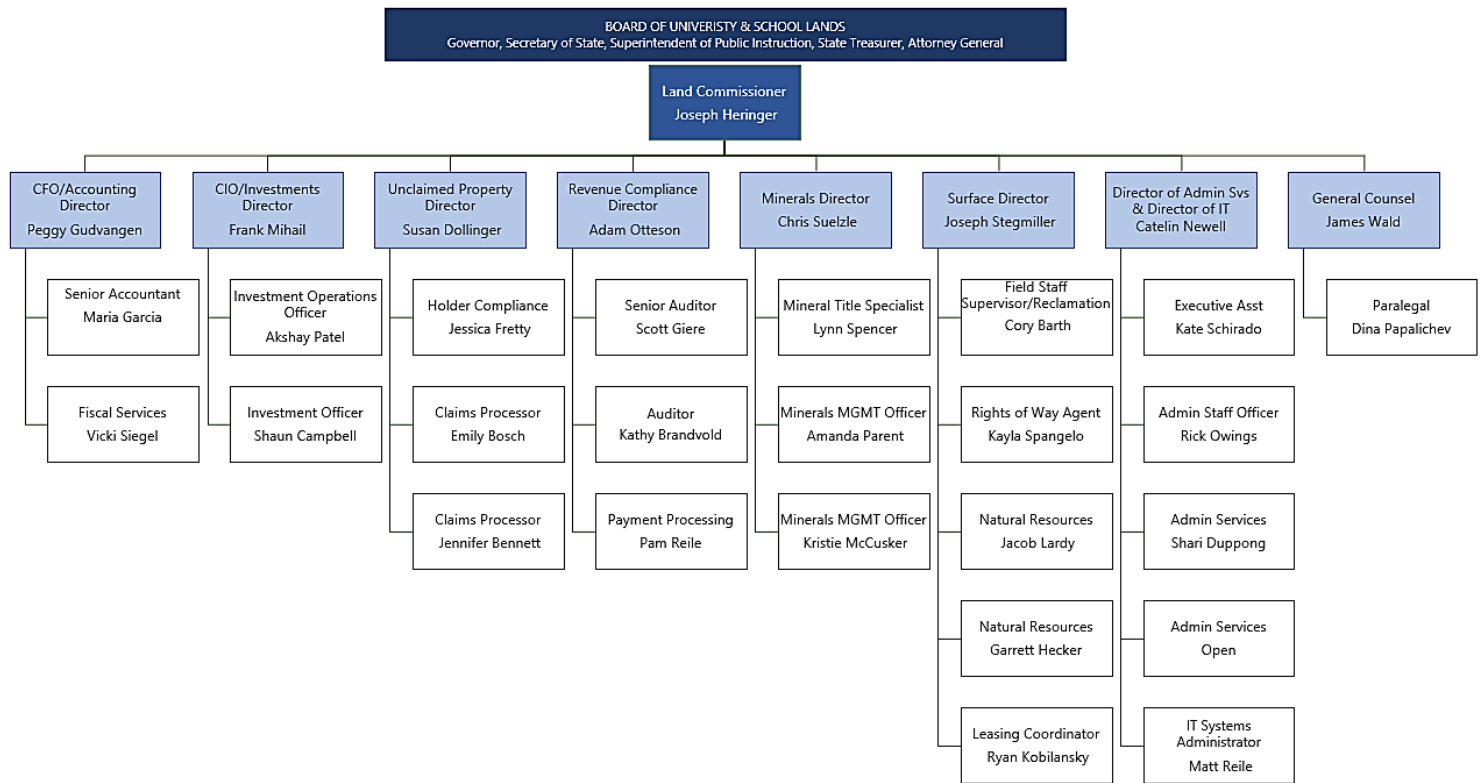 BOARD OF UNIVERISTY & SCHOOL LANDS
Governor, Secretary of State, Superintendent of Public Instruction, State Treasurer, Attorney General
Land Commissioner
Joseph Heringer
CFO/Accounting
Director
Peggy Gudvangen
CIO/Investments
Director
Frank Mihail
Unclaimed Property
Director
Susan Dollinger
Revenue Compliance
Director
Adam Otteson
Minerals Director
Chris Suelzle
Surface Director
Joseph Stegmiller
Director of Admin Svs
& Director of IT
Catelin Newell
General Counsel
James Wald
Senior Accountant
Maria Garcia
Investment Operations
Officer
Akshay Patel
Holder Compliance
Jessica Fretty
Senior Auditor
Scott Giere
Mineral Title Specialist
Lynn Spencer
Field Staff
Supervisor/Reclamation
Cory Barth
Executive Asst
Kate Schirado
Paralegal
Dina Papalichev
Fiscal Services
Vicki Siegel
Investment Officer
Shaun Campbell
Claims Processor
Emily Bosch
Auditor
Kathy Brandvold
Minerals MGMT Officer
Amanda Parent
Rights of Way Agent
Kayla Spangelo
Admin Staff Officer
Rick Owings
Claims Processor
Jennifer Bennett
Payment Processing
Pam Reile
Minerals MGMT Officer
Kristie McCusker
Natural Resources
Jacob Lardy
Admin Services
Shari Duppong
Natural Resources
Garrett Hecker
Admin Services
Open
Leasing Coordinator
Ryan Kobilansky
IT Systems
Administrator
Matt Reile